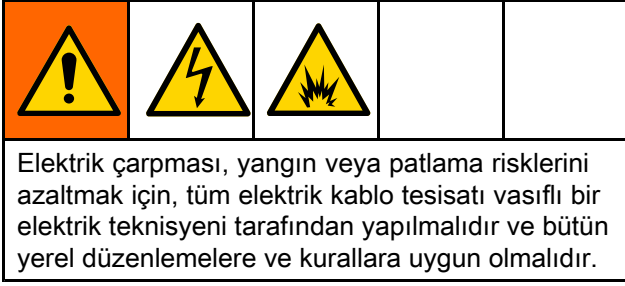 Elektrik çarpması, yangın veya patlama risklerini
azaltmak için, tüm elektrik kablo tesisatı vasıflı bir
elektrik teknisyeni tarafından yapılmalıdır ve bütün
yerel düzenlemelere ve kurallara uygun olmalıdır.